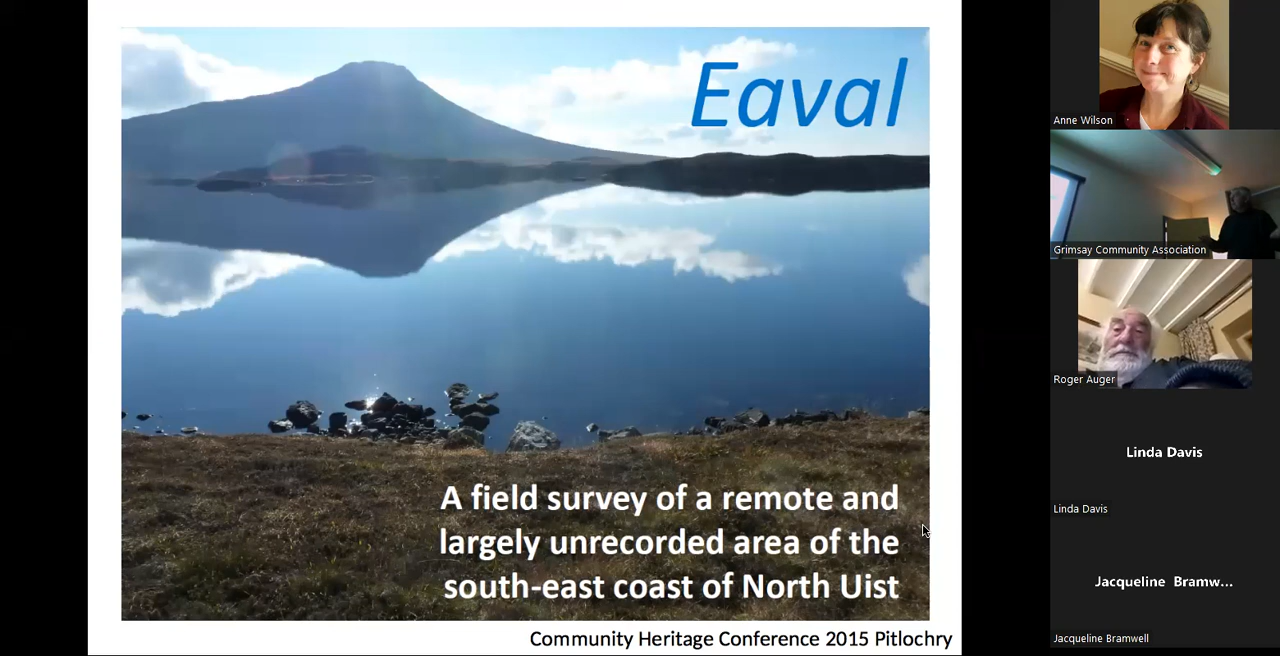 Eaval
A field survey of a remote and
largely unrecorded area of the
south-east coast of North Uist
Community Heritage Conference 2015 Pitlochry
Anne Wilson
Grimsay Community Association
Roger Auger
Linda Davis
Linda Davis
Jacqueline Bramw...
Jacqueline Bramwell